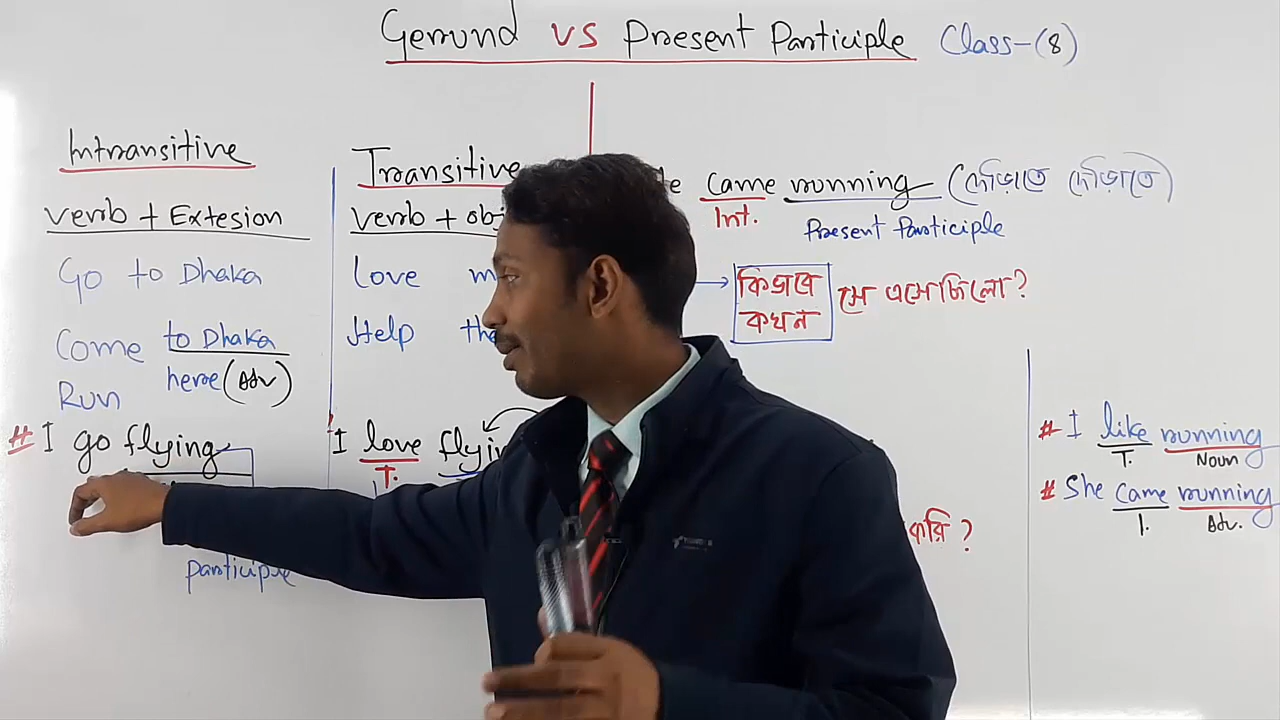 Gerund vs Present Participle Class-(8)
Intransitive
verb + Extesion
Go to Dhaka
Come to Dhaka
here (Adv)
Run
# I go flying
participle
Transitive
verb + obj
Love
Help
I love flyin
T.
came running (দৌড়াতে দৌড়াতে)
Int.
Present Participle
কিভাবে
কখন
সে এসেছিলো?
করি?
# I like running
T. Noun
# She came running
I. Adv.